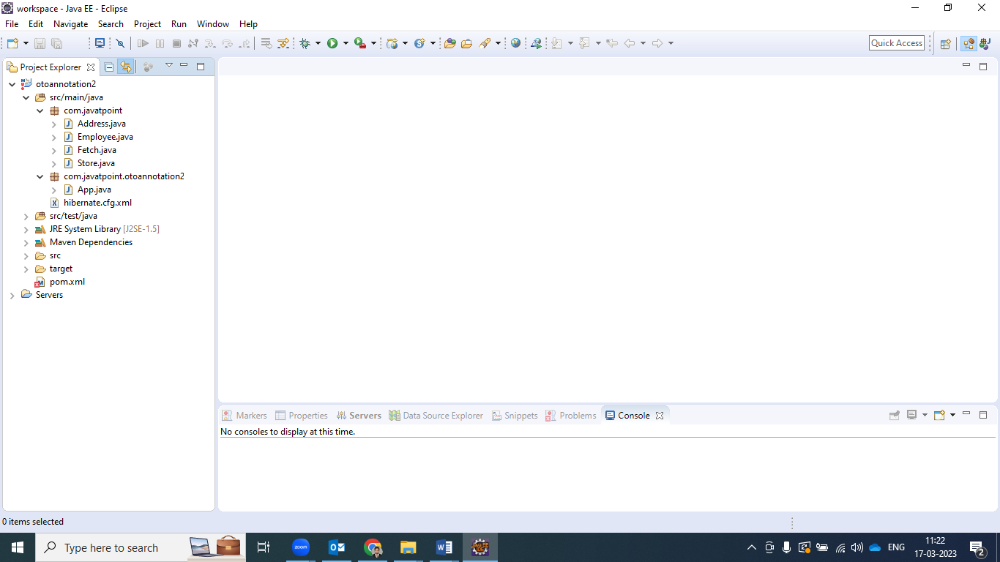 workspace - Java EE - Eclipse
File Edit Navigate Search Project Run Window Help
Quick Access
Project Explorer
otoannotation2
src/main/java
com.javatpoint
Address.java
Employee.java
Fetch.java
Store.java
com.javatpoint.otoannotation2
App.java
hibernate.cfg.xml
src/test/java
JRE System Library [J2SE-1.5]
Maven Dependencies
src
target
pom.xml
Servers
Markers Properties Servers Data Source Explorer Snippets Problems Console
No consoles to display at this time.
0 items selected
Type here to search
zoom
ENG
11:22
17-03-2023
2